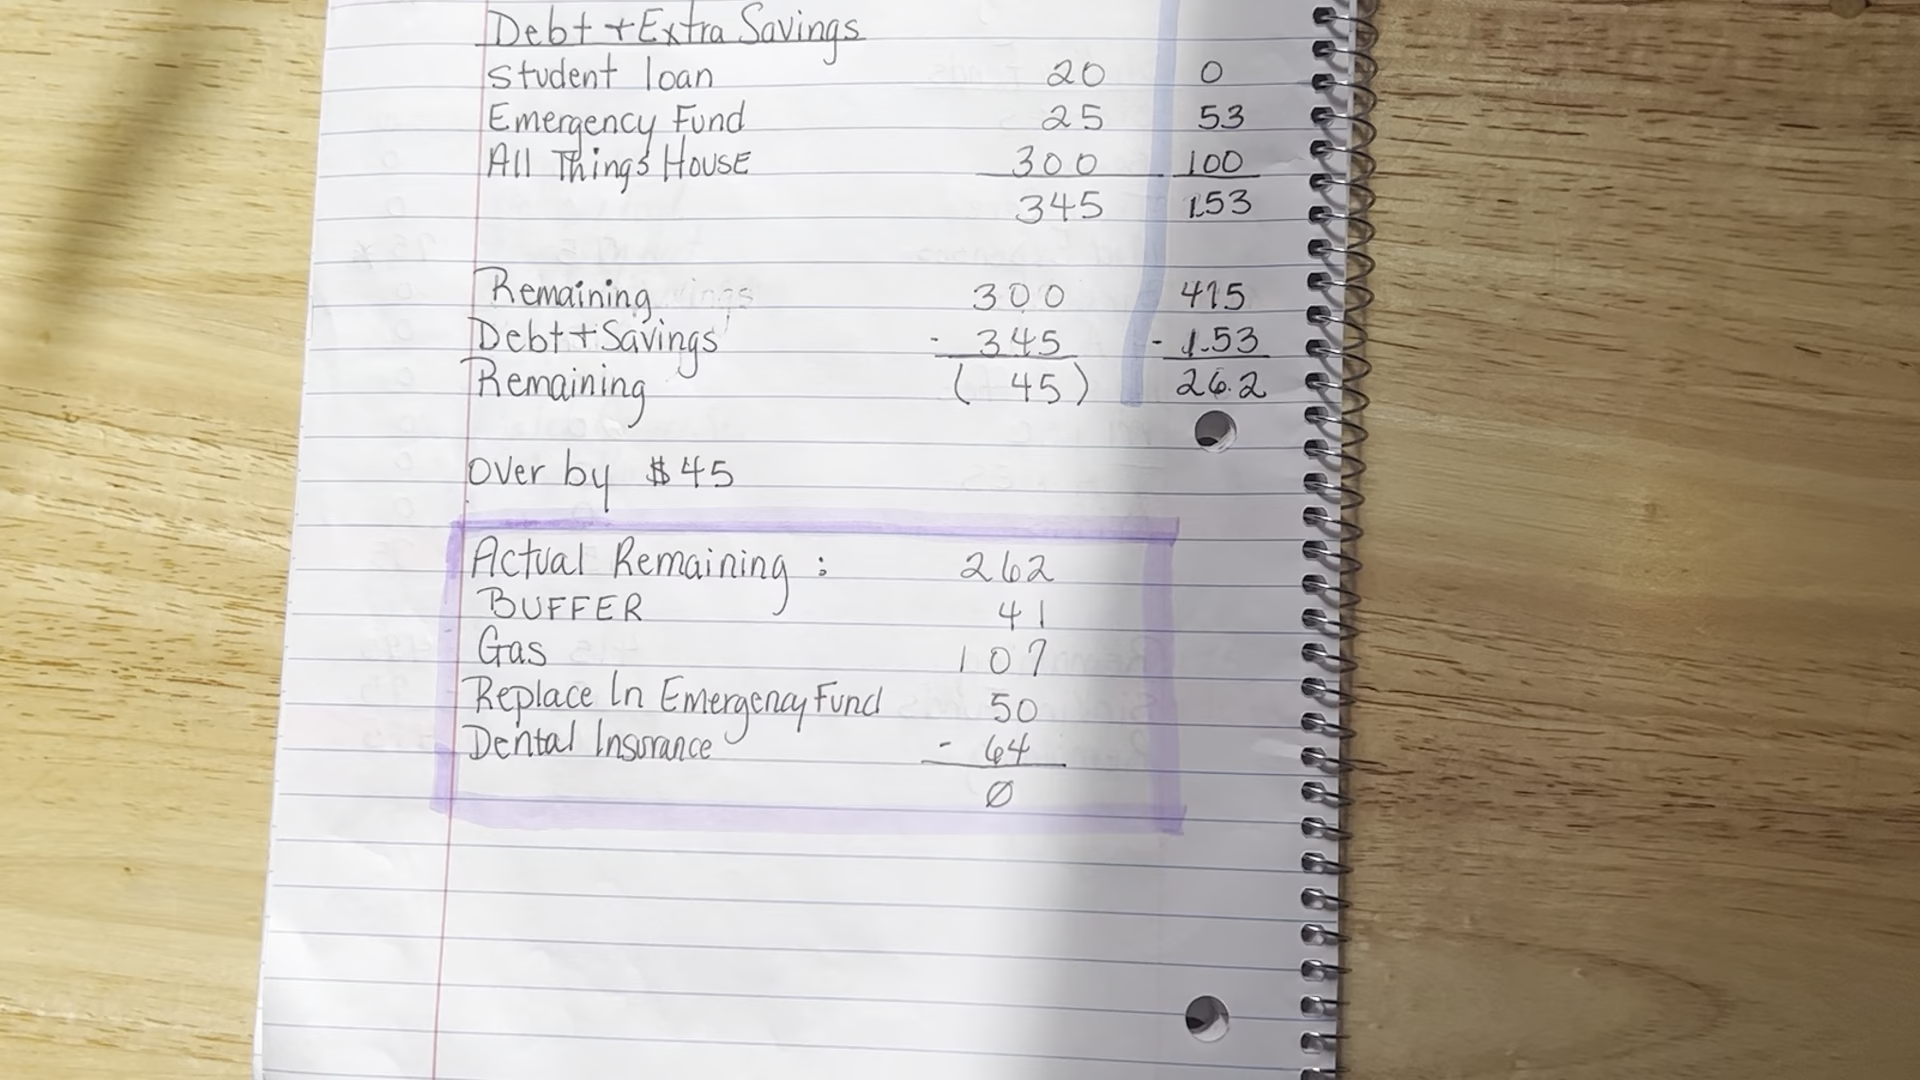 Debt + Extra Savings
Student loan 20 0
Emergency Fund 25 53
All Things House 300 100
345 153
Remaining 300 415
Debt + Savings - 345 - 153
Remaining ( 45 ) 262
over by $45
Actual Remaining : 262
BUFFER 41
Gas 107
Replace In Emergency Fund 50
Dental Insurance - 64
Ø